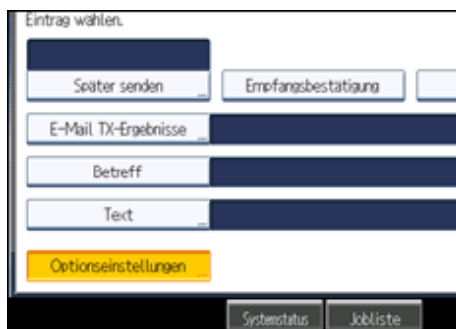 Eintrag wählen.
Später senden
Empfangsbestätigung
E-Mail TX-Ergebnisse
Betreff
Text
Optionseinstellungen
Systemstatus
Jobliste